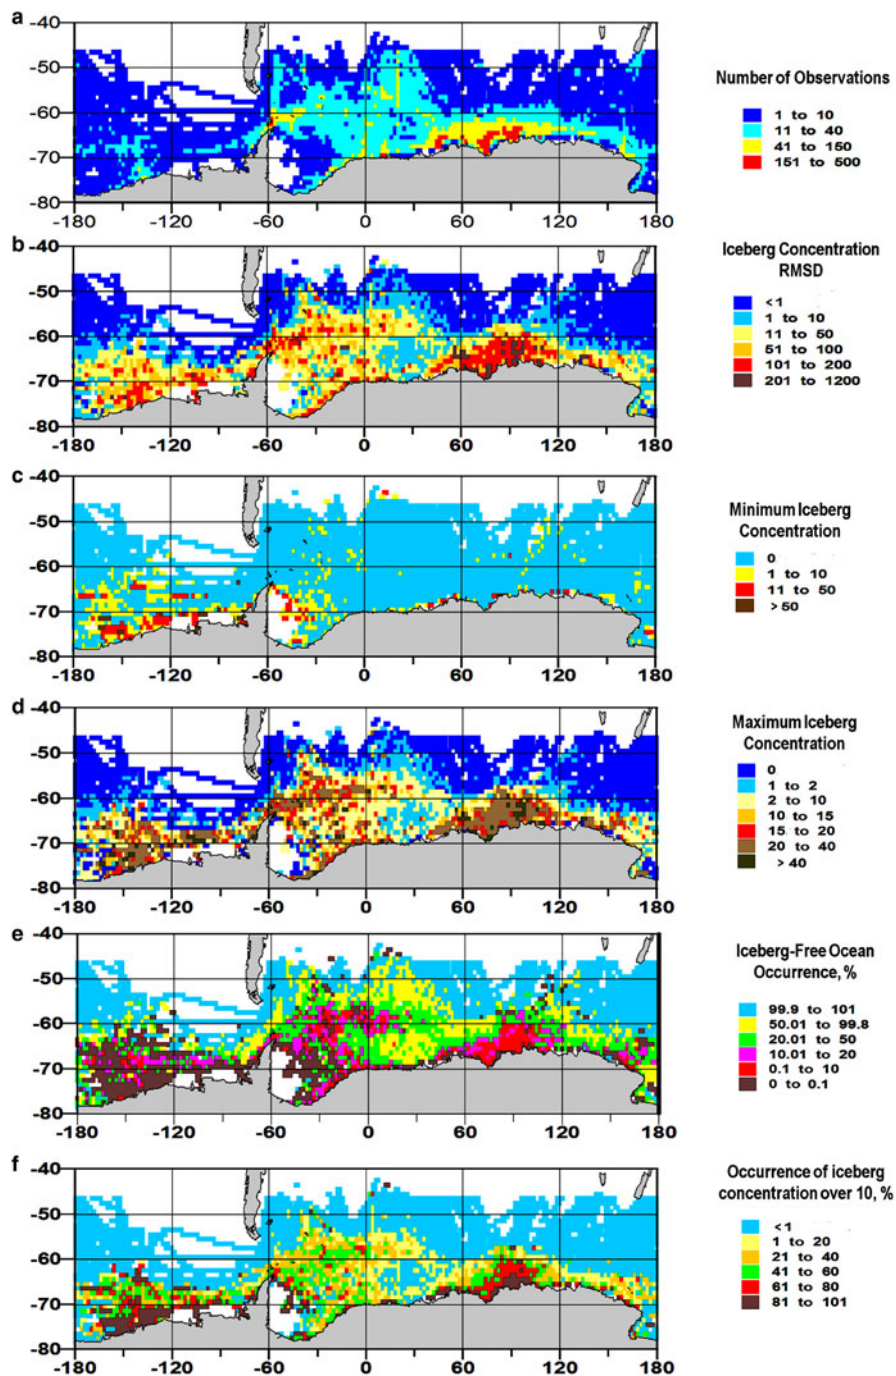 a
-40
-50
-60
-70
-80
-180 -120 -60 0 60 120 180
Number of Observations
1 to 10
11 to 40
41 to 150
151 to 500
b
-40
-50
-60
-70
-80
-180 -120 -60 0 60 120 180
Iceberg Concentration
RMSD
<1
1 to 10
11 to 50
51 to 100
101 to 200
201 to 1200
c
-40
-50
-60
-70
-80
-180 -120 -60 0 60 120 180
Minimum Iceberg
Concentration
0
1 to 10
11 to 50
> 50
d
-40
-50
-60
-70
-80
-180 -120 -60 0 60 120 180
Maximum Iceberg
Concentration
0
1 to 2
2 to 10
10 to 15
15 to 20
20 to 40
> 40
e
-40
-50
-60
-70
-80
-180 -120 -60 0 60 120 180
Iceberg-Free Ocean
Occurrence, %
99.9 to 101
50.01 to 99.8
20.01 to 50
10.01 to 20
0.1 to 10
0 to 0.1
f
-40
-50
-60
-70
-80
-180 -120 -60 0 60 120 180
Occurrence of iceberg
concentration over 10, %
<1
1 to 20
21 to 40
41 to 60
61 to 80
81 to 101